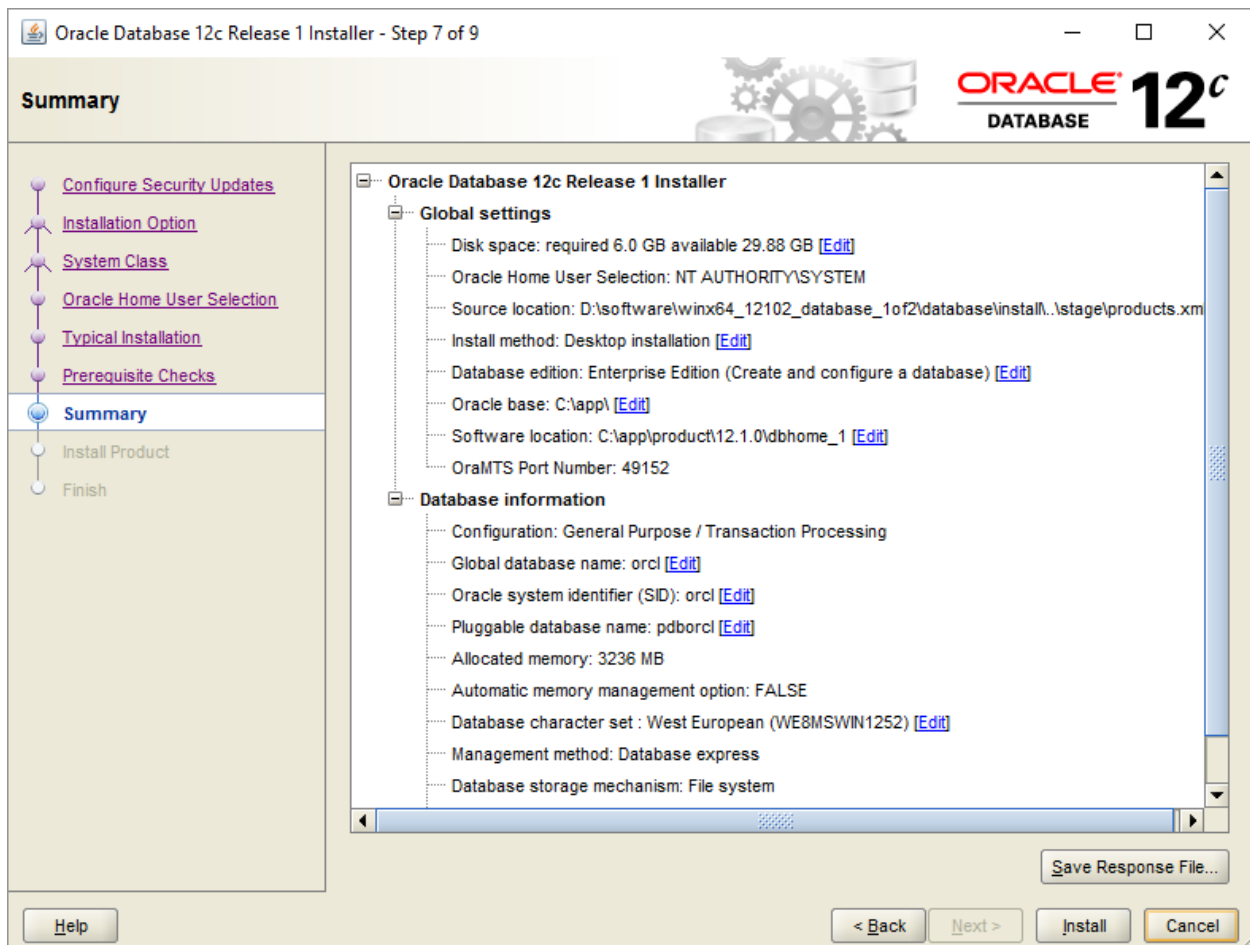 Oracle Database 12c Release 1 Installer - Step 7 of 9
Summary
ORACLE
DATABASE
12c
Configure Security Updates
Installation Option
System Class
Oracle Home User Selection
Typical Installation
Prerequisite Checks
Summary
Install Product
Finish
Oracle Database 12c Release 1 Installer
Global settings
Disk space: required 6.0 GB available 29.88 GB [Edit]
Oracle Home User Selection: NT AUTHORITY\SYSTEM
Source location: D:\software\winx64_12102_database_1of2\database\install\..\stage\products.xm
Install method: Desktop installation [Edit]
Database edition: Enterprise Edition (Create and configure a database) [Edit]
Oracle base: C:\app\ [Edit]
Software location: C:\app\product\12.1.0\dbhome_1 [Edit]
OraMTS Port Number: 49152
Database information
Configuration: General Purpose / Transaction Processing
Global database name: orcl [Edit]
Oracle system identifier (SID): orcl [Edit]
Pluggable database name: pdborcl [Edit]
Allocated memory: 3236 MB
Automatic memory management option: FALSE
Database character set : West European (WE8MSWIN1252) [Edit]
Management method: Database express
Database storage mechanism: File system
Save Response File...
Help
< Back
Next >
Install
Cancel